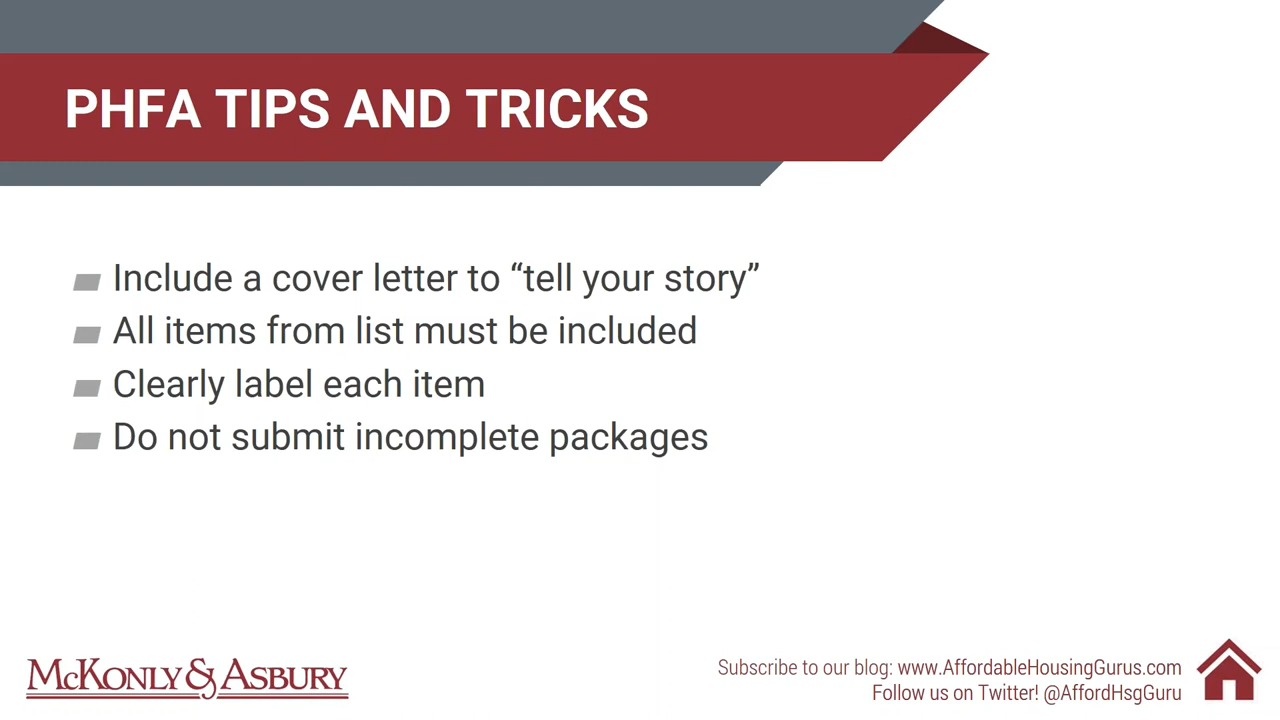 PHFA TIPS AND TRICKS
Include a cover letter to “tell your story”
All items from list must be included
Clearly label each item
Do not submit incomplete packages
McKonly & Asbury
Subscribe to our blog: www.AffordableHousingGurus.com
Follow us on Twitter! @AffordHsgGuru